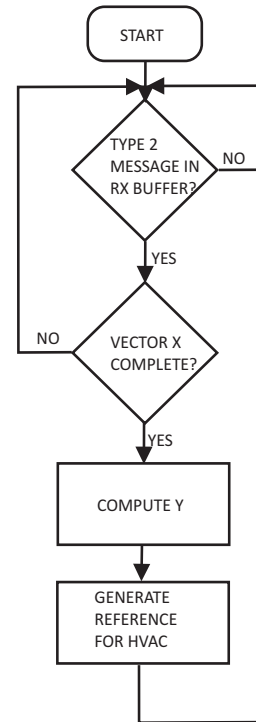 START
TYPE 2
MESSAGE IN
RX BUFFER?
NO
YES
NO
VECTOR X
COMPLETE?
YES
COMPUTE Y
GENERATE
REFERENCE
FOR HVAC